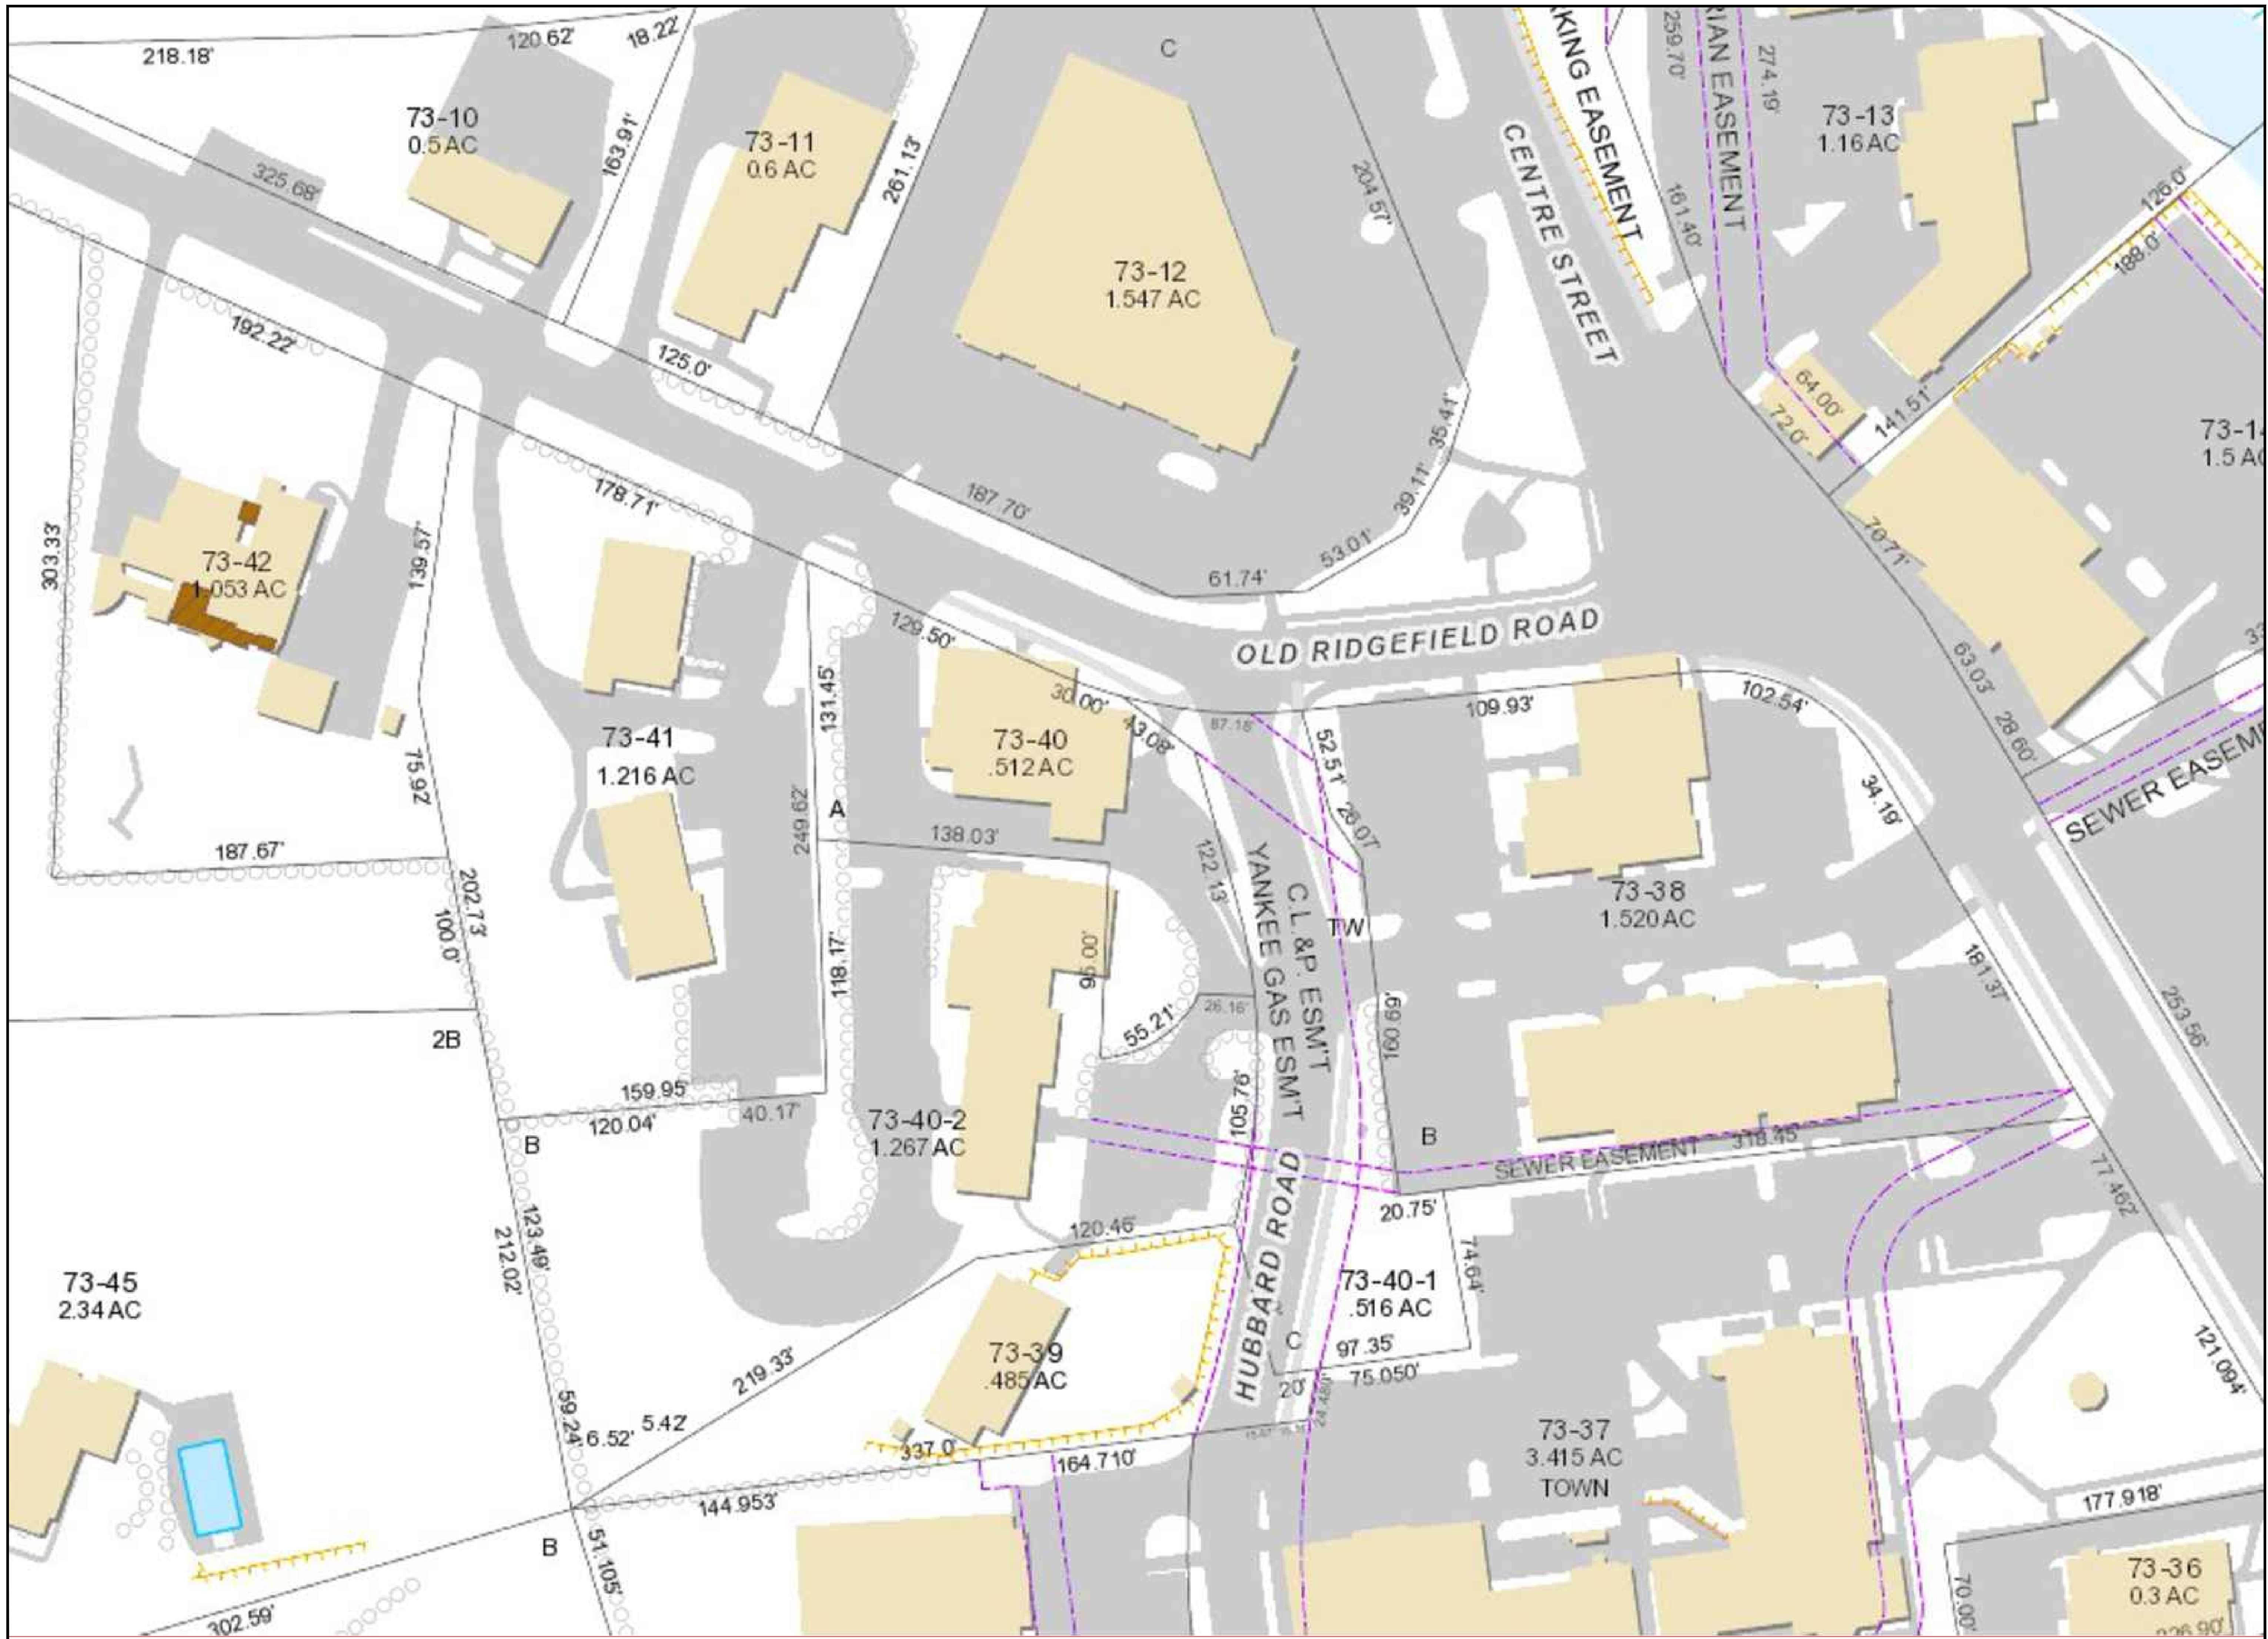 218.18'
120.62'
18.22'
C
259.70'
274.19'
73-10
0.5 AC
73-11
0.6 AC
163.91'
261.13'
325.68'
204.57'
CENTRE STREET
KING EASEMENT
RIAN EASEMENT
161.40'
73-13
1.16 AC
126.0'
188.0'
73-12
1.547 AC
192.22'
125.0'
64.00'
72.0'
141.51'
35.41'
39.11'
73-1
1.5 A
178.71'
187.70'
53.01'
61.74'
70.71'
303.33'
73-42
1.053 AC
139.57'
129.50'
OLD RIDGEFIELD ROAD
63.03'
28.60'
131.45'
30.00'
43.08'
87.16'
52.51'
109.93'
102.54'
73-41
1.216 AC
73-40
.512 AC
75.92'
26.07'
34.19'
SEWER EASEM
249.62'
A
138.03'
187.67'
122.13'
73-38
1.520 AC
202.73'
100.0'
C.L.&P. ESM'T
YANKEE GAS ESM'T
TW
118.17'
95.00'
181.37'
26.16'
55.21'
160.69'
253.56'
2B
159.95'
120.04'
40.17'
105.76'
73-40-2
1.267 AC
B
B
SEWER EASEMENT
318.45'
77.462'
20.75'
123.49'
212.02'
120.46'
74.64'
HUBBARD ROAD
73-45
2.34 AC
73-40-1
.516 AC
C
97.35'
75.050'
20'
24.480'
121.094'
73-39
.485 AC
219.33'
59.24'
6.52'
5.42'
337.0'
164.710'
73-37
3.415 AC
TOWN
144.953'
177.918'
B
51.105'
302.59'
70.00'
73-36
0.3 AC